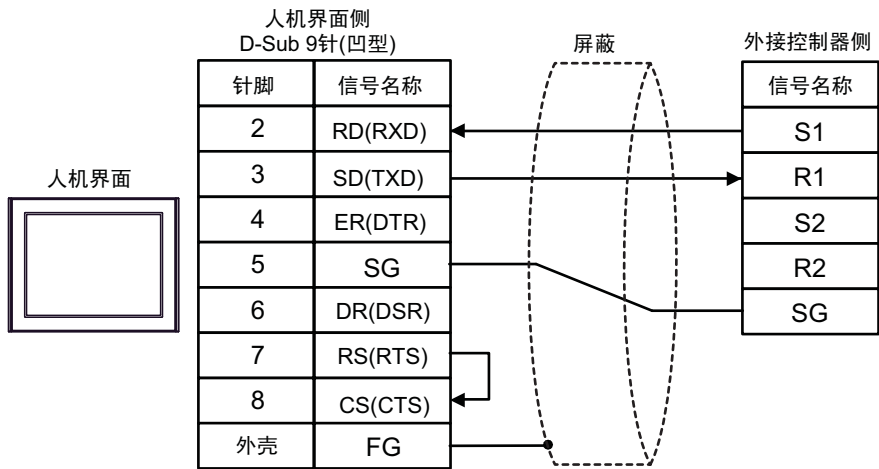 人机界面侧
D-Sub 9针(凹型)
屏蔽
外接控制器侧
针脚 信号名称
信号名称
2 RD(RXD)
S1
3 SD(TXD)
R1
人机界面
4 ER(DTR)
S2
5 SG
R2
6 DR(DSR)
SG
7 RS(RTS)
8 CS(CTS)
外壳 FG